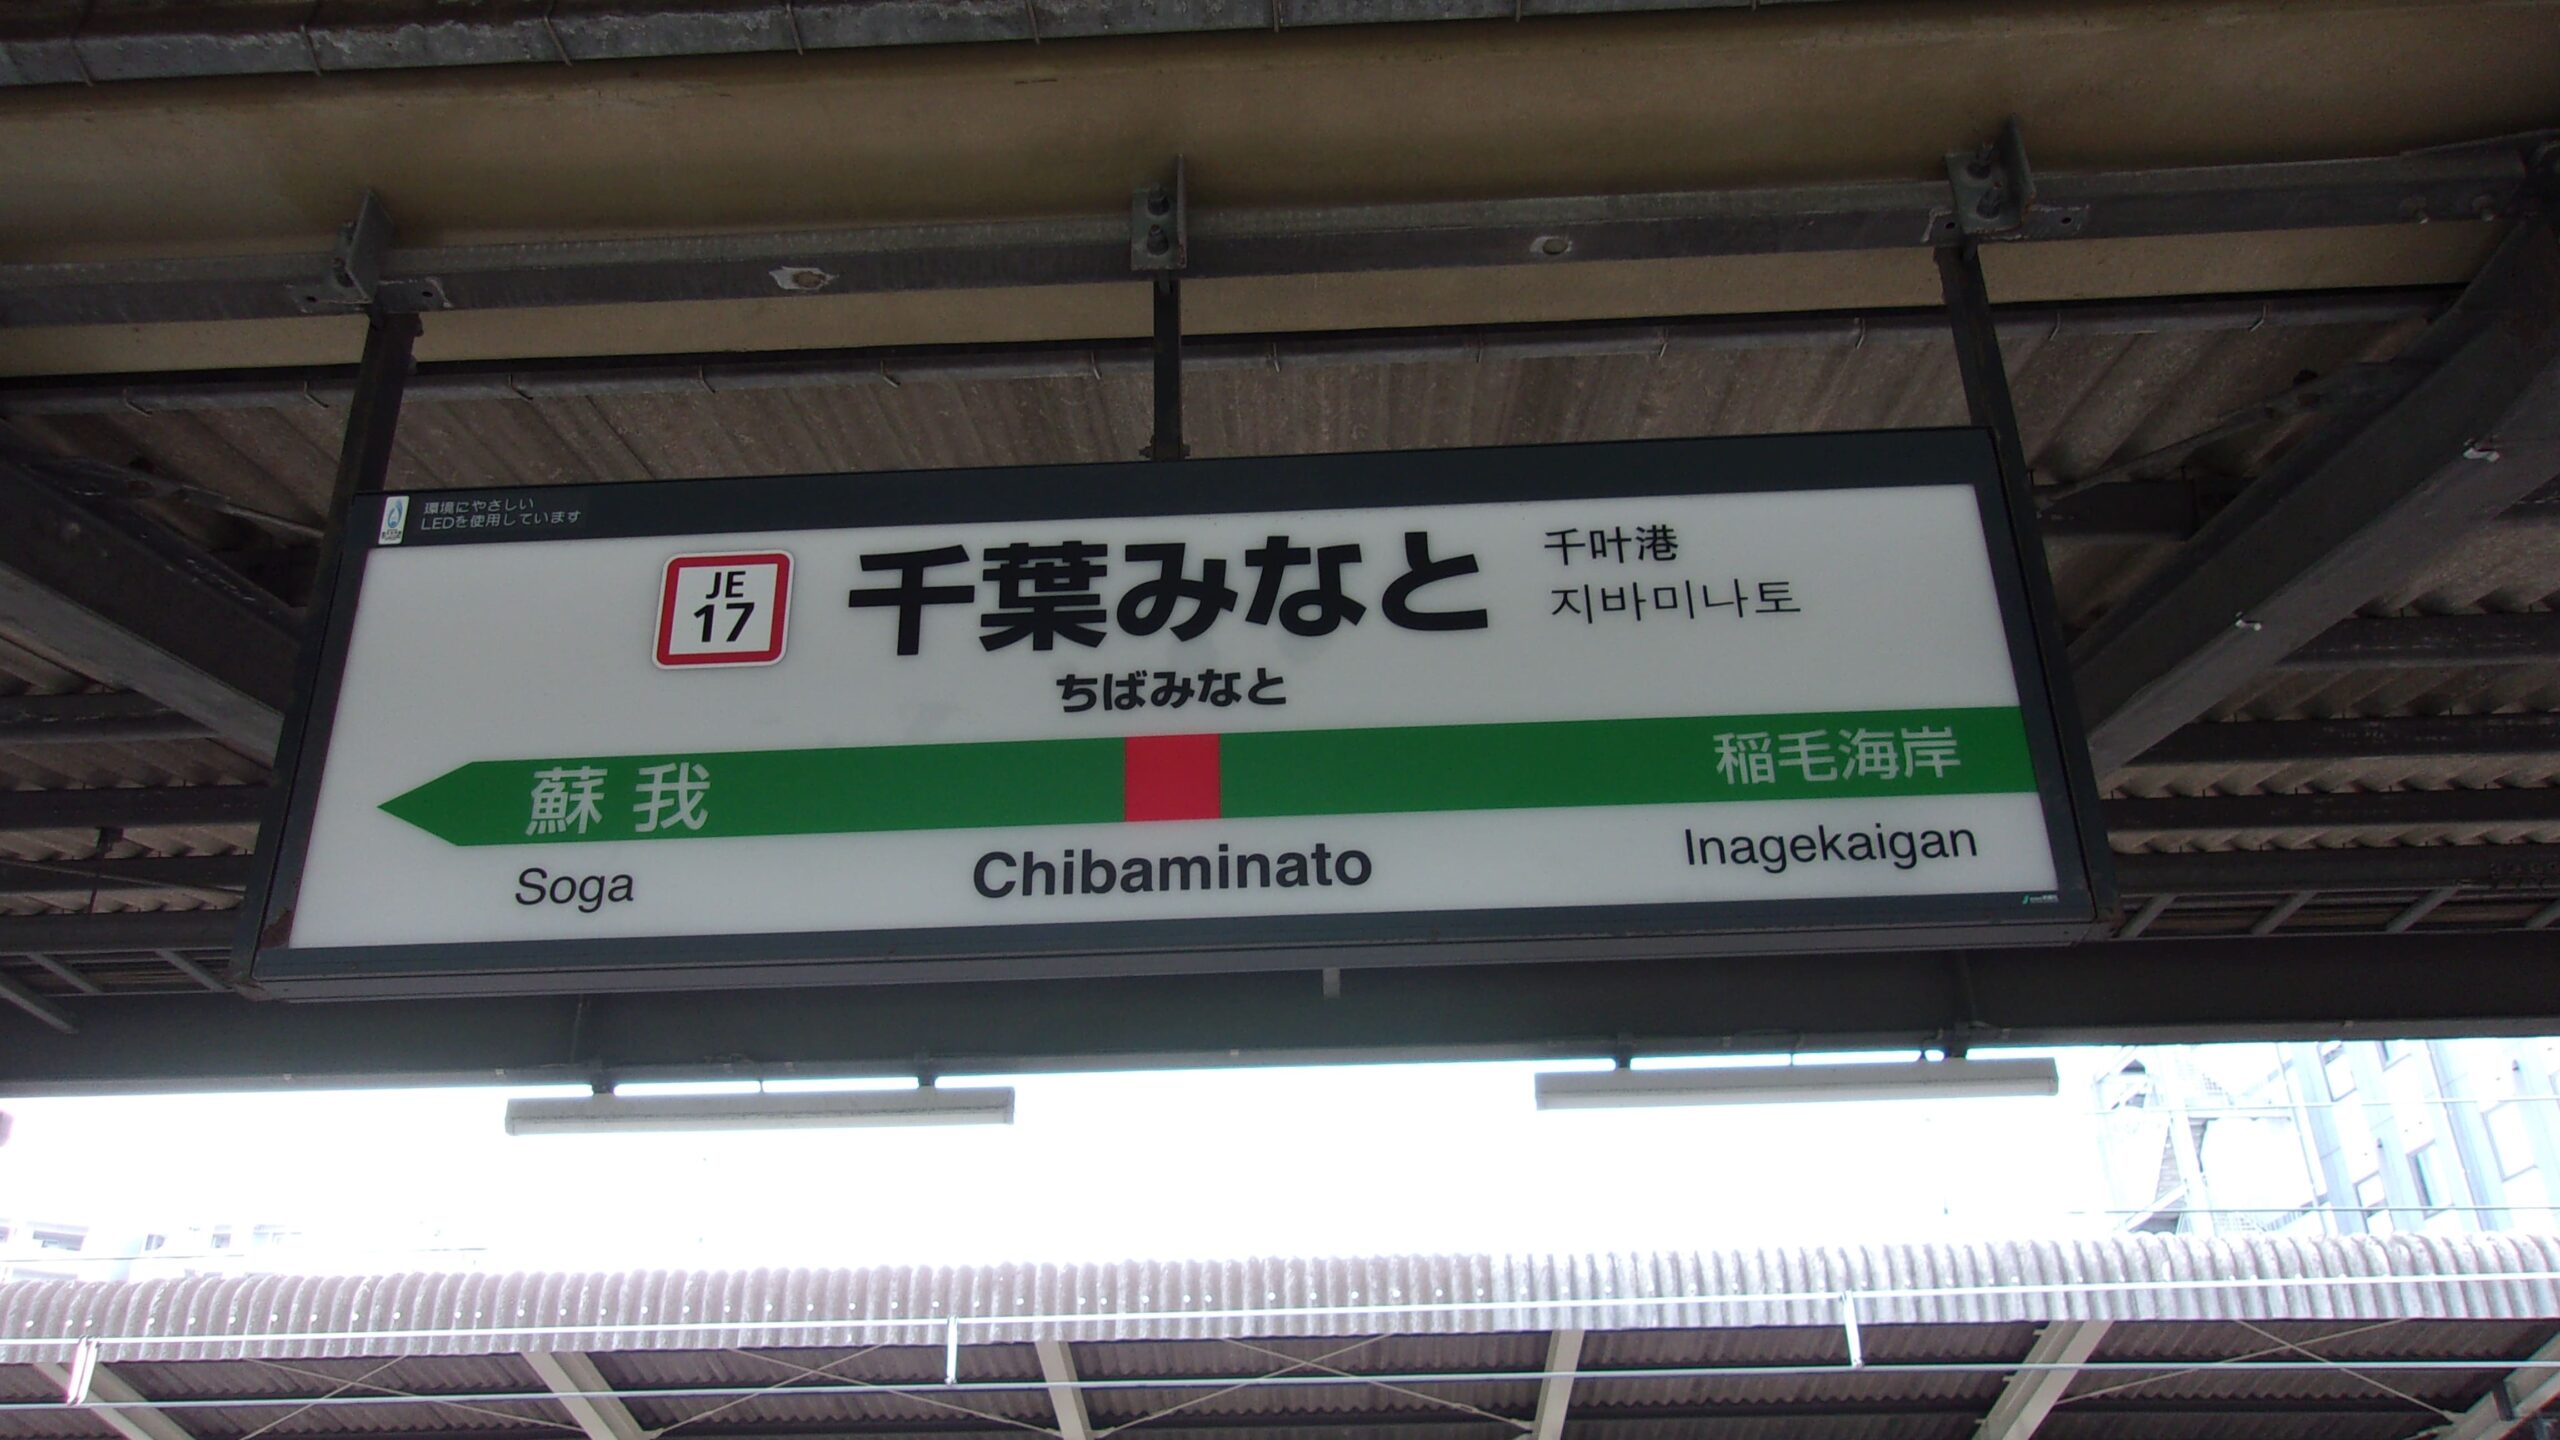 環境にやさしい
LEDを使用しています
JE
17
千葉みなと
千叶港
지바미나토
ちばみなと
蘇我
稲毛海岸
Soga
Chibaminato
Inagekaigan